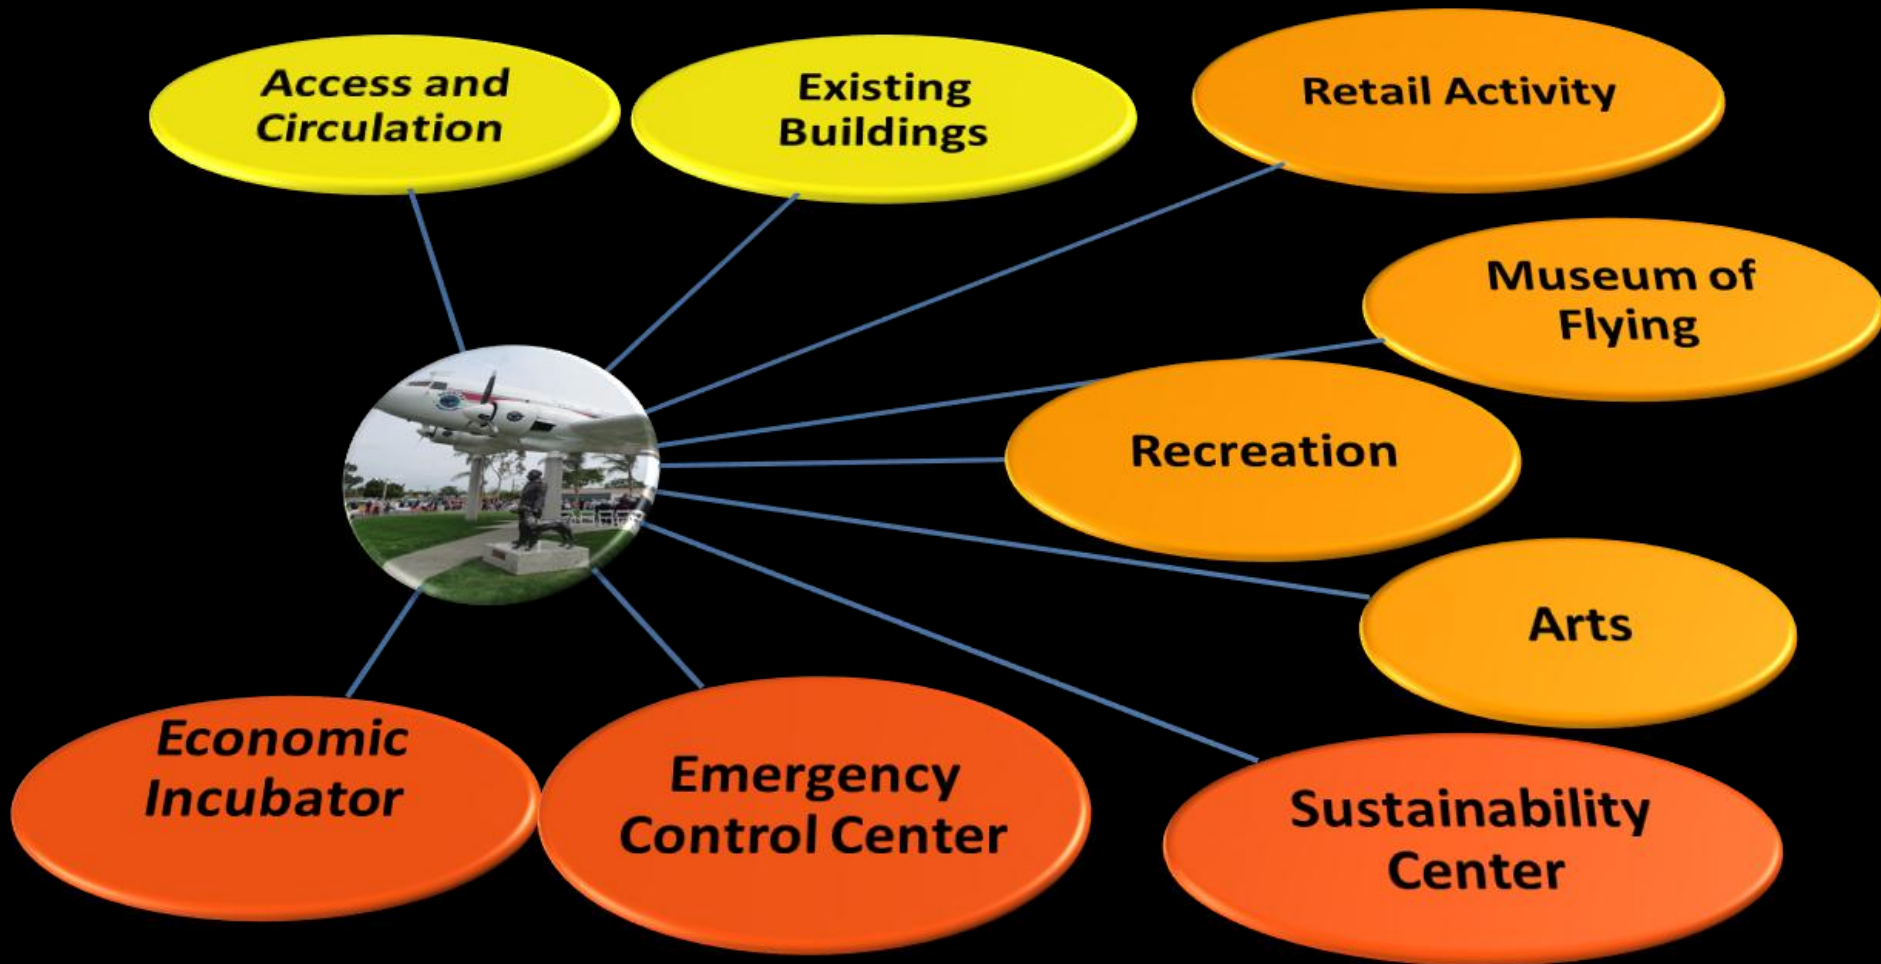 Access and
Circulation
Existing
Buildings
Retail Activity
Museum of
Flying
Recreation
Arts
Economic
Incubator
Emergency
Control Center
Sustainability
Center